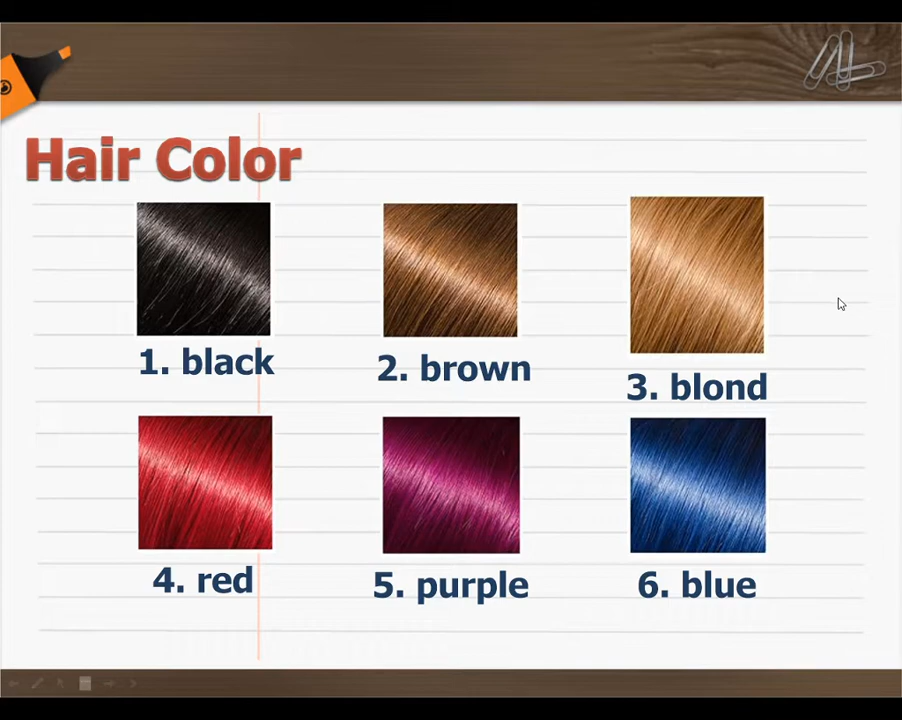 Hair Color
1. black
2. brown
3. blond
4. red
5. purple
6. blue